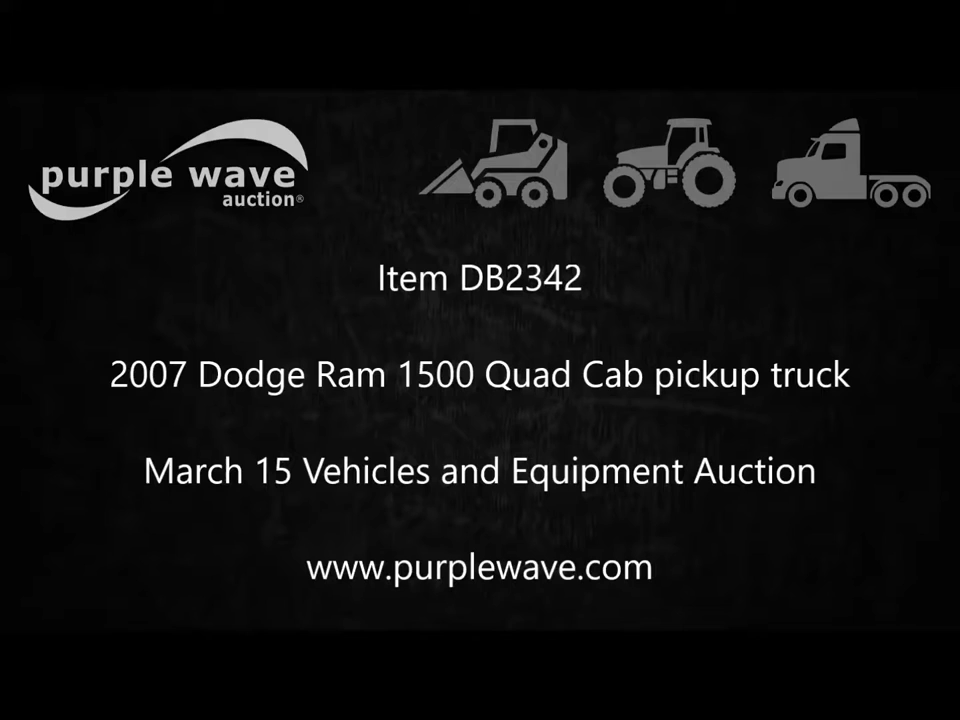 purple wave
auction®
Item DB2342
2007 Dodge Ram 1500 Quad Cab pickup truck
March 15 Vehicles and Equipment Auction
www.purplewave.com